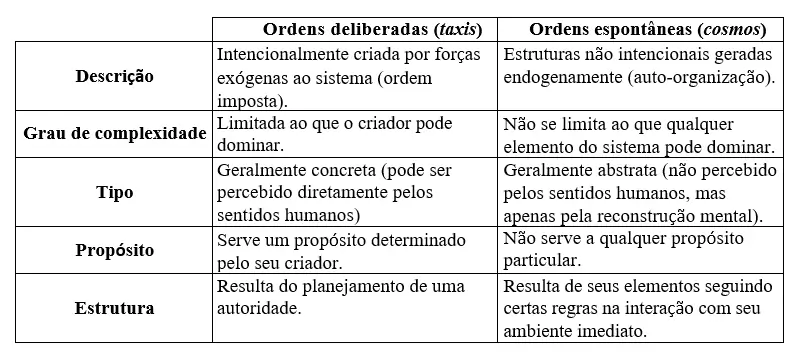 Ordens deliberadas (taxis)
Ordens espontâneas (cosmos)
Descrição
Intencionalmente criada por forças
exógenas ao sistema (ordem
imposta).
Estruturas não intencionais geradas
endogenamente (auto-organização).
Grau de complexidade
Limitada ao que o criador pode
dominar.
Não se limita ao que qualquer
elemento do sistema pode dominar.
Tipo
Geralmente concreta (pode ser
percebido diretamente pelos
sentidos humanos)
Geralmente abstrata (não percebido
pelos sentidos humanos, mas
apenas pela reconstrução mental).
Propósito
Serve um propósito determinado
pelo seu criador.
Não serve a qualquer propósito
particular.
Estrutura
Resulta do planejamento de uma
autoridade.
Resulta de seus elementos seguindo
certas regras na interação com seu
ambiente imediato.